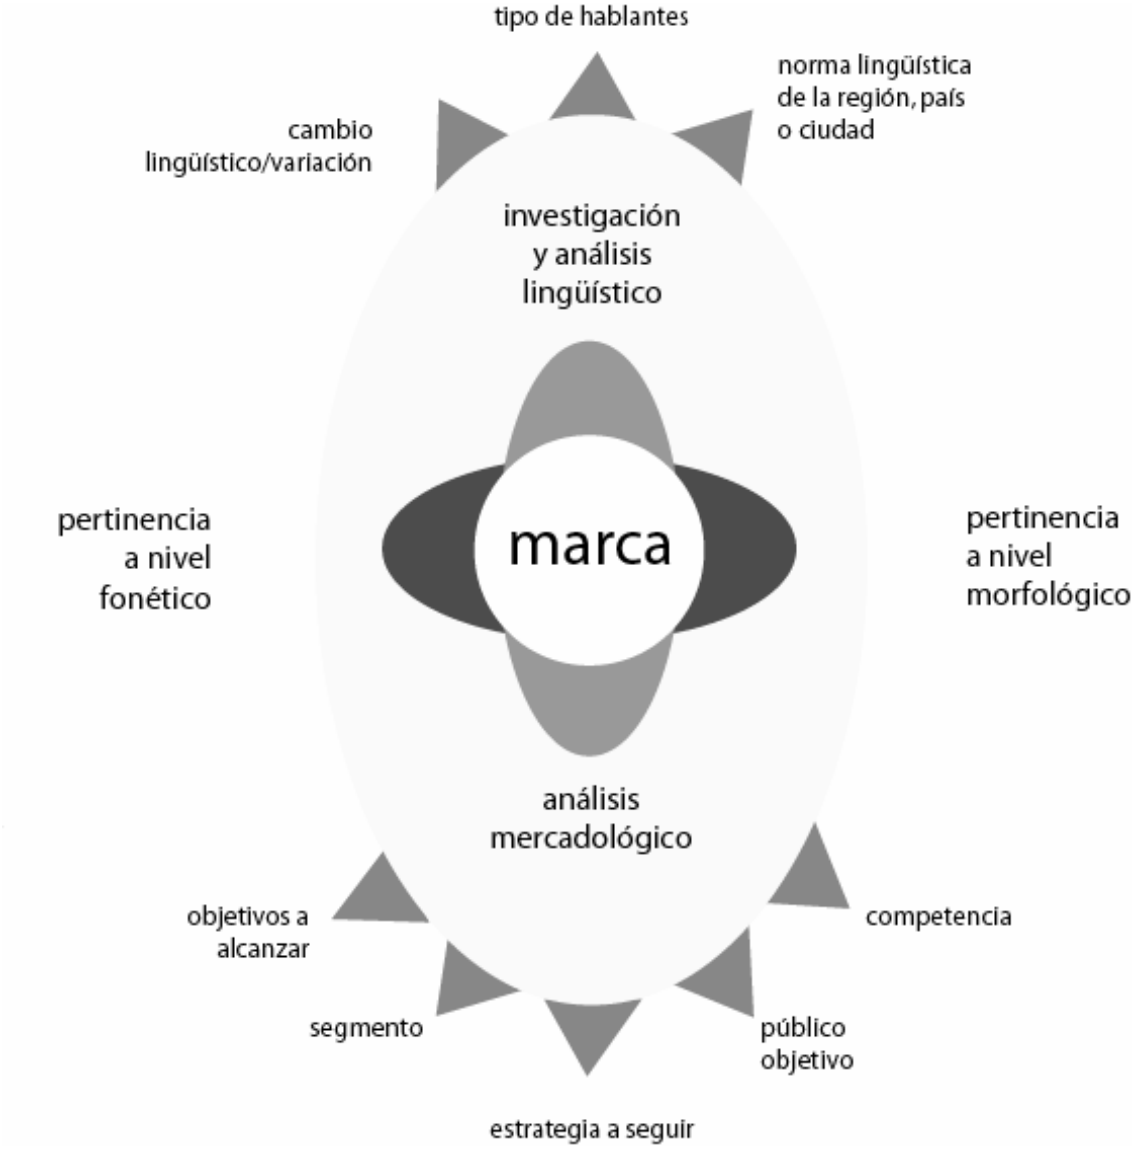 tipo de hablantes
norma lingüística
de la región, país
o ciudad
cambio
lingüístico/variación
investigación
y análisis
lingüístico
pertinencia
a nivel
fonético
marca
pertinencia
a nivel
morfológico
análisis
mercadológico
objetivos a
alcanzar
competencia
segmento
público
objetivo
estrategia a seguir